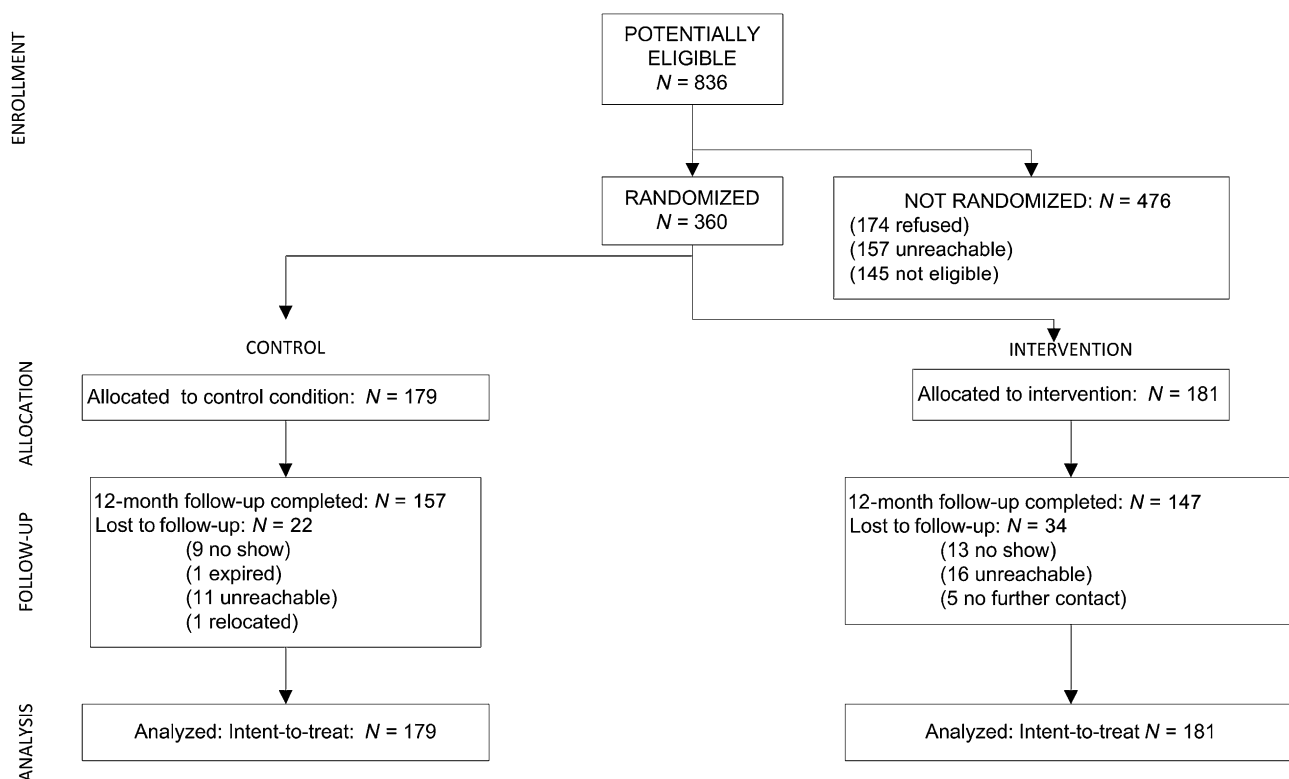 ENROLLMENT
POTENTIALLY
ELIGIBLE
N = 836
RANDOMIZED
N = 360
NOT RANDOMIZED: N = 476
(174 refused)
(157 unreachable)
(145 not eligible)
CONTROL
INTERVENTION
ALLOCATION
Allocated to control condition: N = 179
Allocated to intervention: N = 181
FOLLOW-UP
12-month follow-up completed: N = 157
Lost to follow-up: N = 22
(9 no show)
(1 expired)
(11 unreachable)
(1 relocated)
12-month follow-up completed: N = 147
Lost to follow-up: N = 34
(13 no show)
(16 unreachable)
(5 no further contact)
ANALYSIS
Analyzed: Intent-to-treat: N = 179
Analyzed: Intent-to-treat N = 181